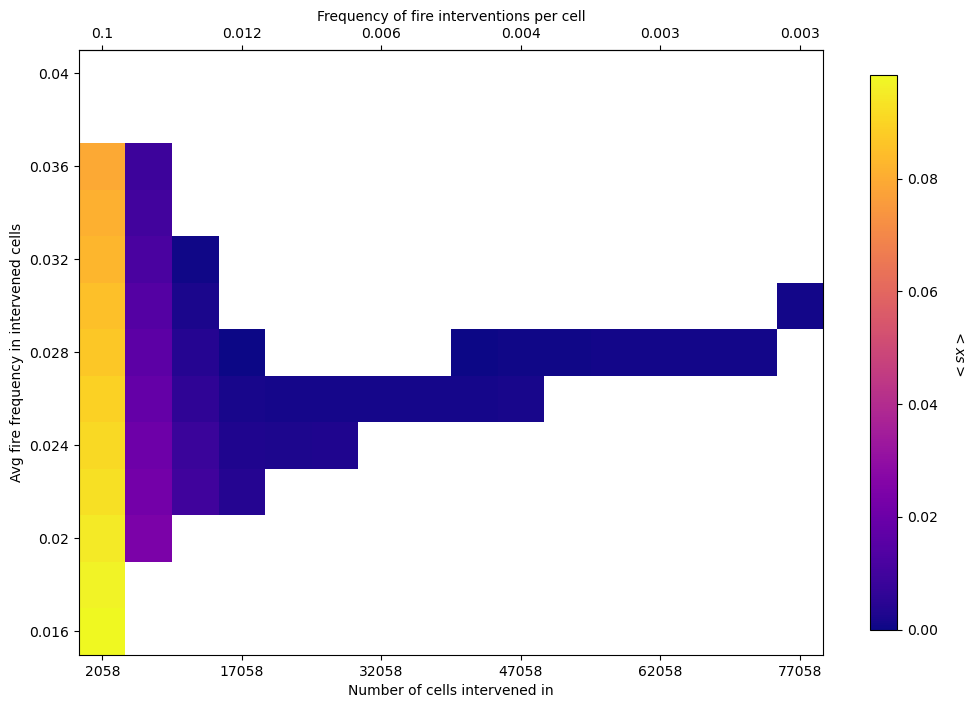 Frequency of fire interventions per cell
0.1 0.012 0.006 0.004 0.003 0.003
0.04
0.036
0.032
0.028
0.024
0.02
0.016
Avg fire frequency in intervened cells
2058 17058 32058 47058 62058 77058
Number of cells intervened in
0.08
0.06
0.04
0.02
0.00
< xs >